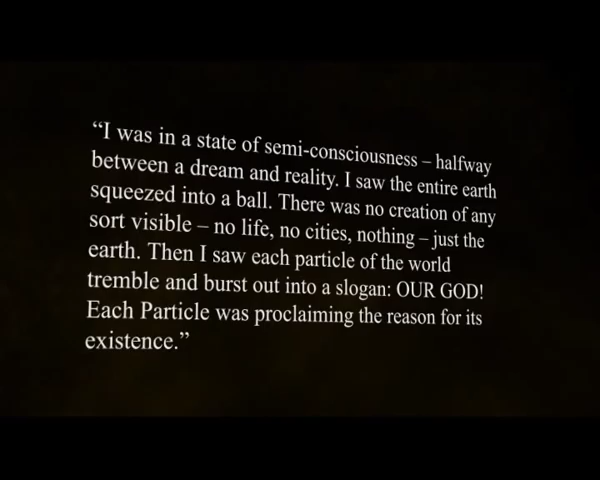 “I was in a state of semi-consciousness – halfway
between a dream and reality. I saw the entire earth
squeezed into a ball. There was no creation of any
sort visible – no life, no cities, nothing – just the
earth. Then I saw each particle of the world
tremble and burst out into a slogan: OUR GOD!
Each Particle was proclaiming the reason for its
existence.”